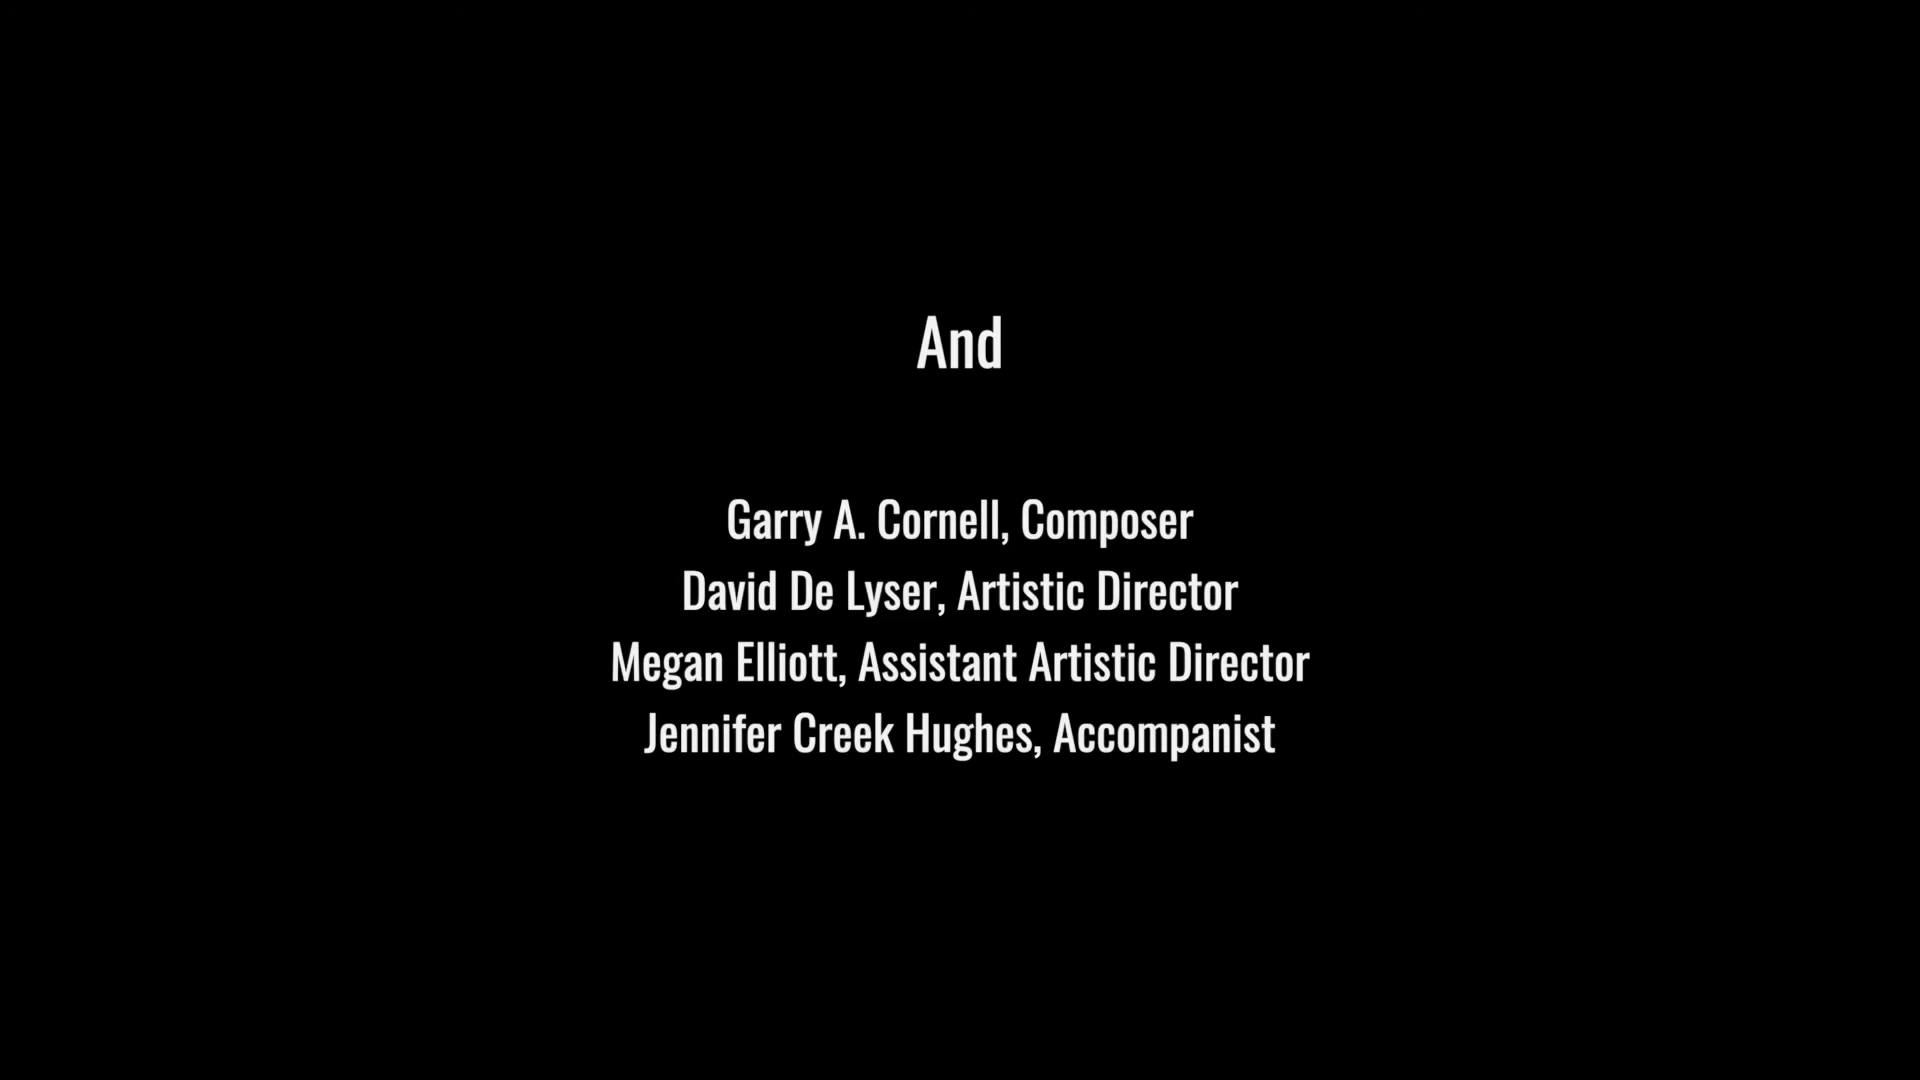 And
Garry A. Cornell, Composer
David De Lyser, Artistic Director
Megan Elliott, Assistant Artistic Director
Jennifer Creek Hughes, Accompanist